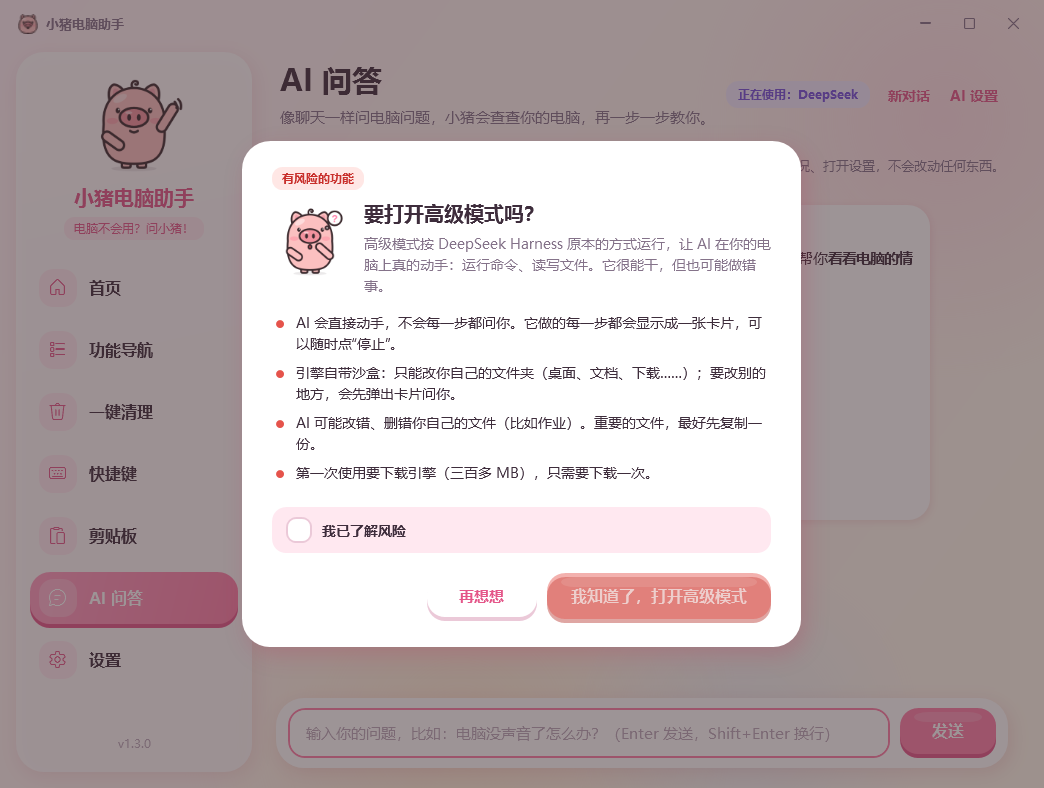 小猪电脑助手
AI 问答
像聊天一样问电脑问题，小猪会查查你的电脑，再一步一步教你。
正在使用：DeepSeek
新对话
AI 设置
况、打开设置，不会改动任何东西。
帮你看看电脑的情
小猪电脑助手
电脑不会用？问小猪！
首页
功能导航
一键清理
快捷键
剪贴板
AI 问答
设置
v1.3.0
有风险的功能
?
要打开高级模式吗？
高级模式按 DeepSeek Harness 原本的方式运行，让 AI 在你的电
脑上真的动手：运行命令、读写文件。它很能干，但也可能做错
事。
AI 会直接动手，不会每一步都问你。它做的每一步都会显示成一张卡片，可
以随时点“停止”。
引擎自带沙盒：只能改你自己的文件夹（桌面、文档、下载……）；要改别的
地方，会先弹出卡片问你。
AI 可能改错、删错你自己的文件（比如作业）。重要的文件，最好先复制一
份。
第一次使用要下载引擎（三百多 MB），只需要下载一次。
我已了解风险
再想想
我知道了，打开高级模式
输入你的问题，比如：电脑没声音了怎么办？（Enter 发送，Shift+Enter 换行）
发送